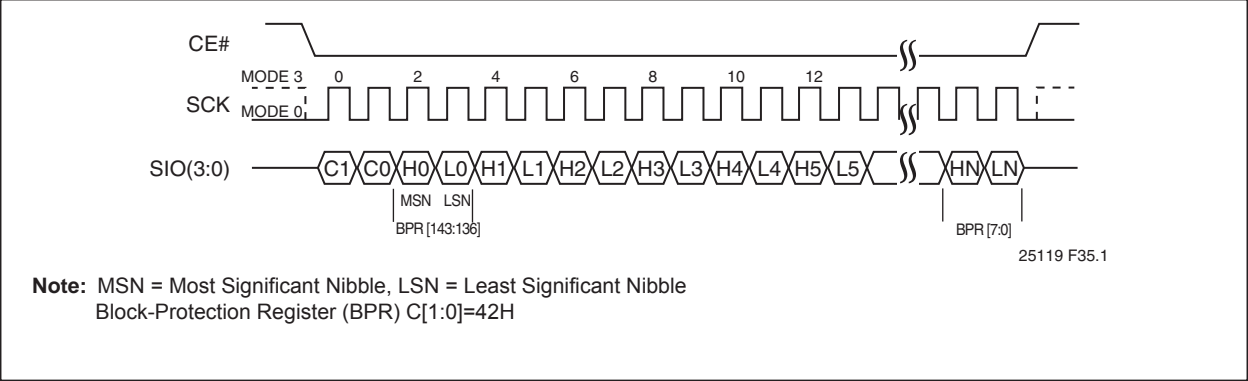 CE#
MODE 3 0 2 4 6 8 10 12
SCK
MODE 0
SIO(3:0) C1 C0 H0 L0 H1 L1 H2 L2 H3 L3 H4 L4 H5 L5 HN LN
MSN LSN
BPR [143:136] BPR [7:0]
25119 F35.1
Note: MSN = Most Significant Nibble, LSN = Least Significant Nibble
Block-Protection Register (BPR) C[1:0]=42H